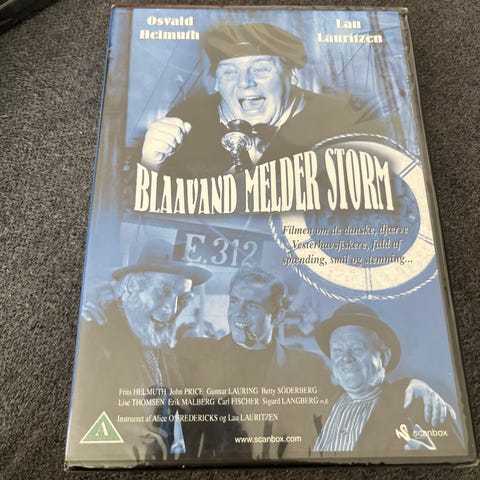 Osvald
Helmuth
Lau
Lauritzen
BLAAVAND MELDER STORM
Filmen om de danske, djærve
Vesterhavsfiskere, fuld af
spænding, smil og stemning...
E.312
Frits HELMUTH John PRICE Gunnar LAURING Betty SÖDERBERG
Lise THOMSEN Erik MALBERG Carl FISCHER Sigurd LANGBERG m.fl
Instrueret af Alice O'FREDERICKS og Lau LAURITZEN
A
www.scanbox.com
scanbox